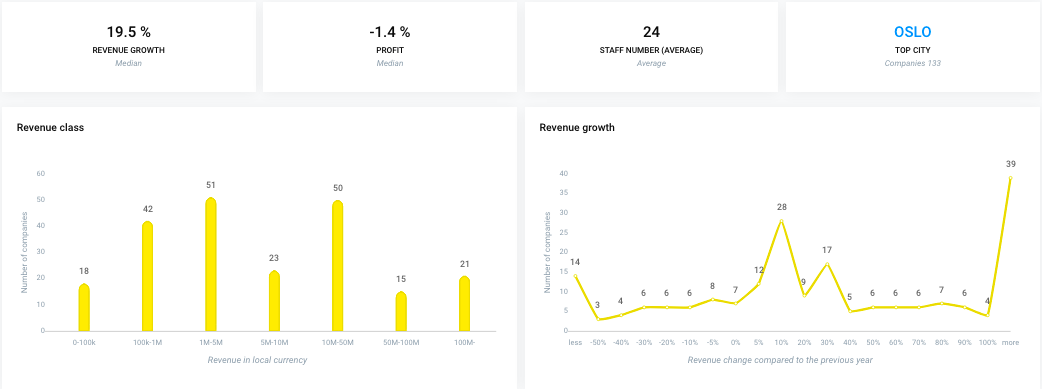 19.5 %
REVENUE GROWTH
Median
-1.4 %
PROFIT
Median
24
STAFF NUMBER (AVERAGE)
Average
OSLO
TOP CITY
Companies 133
Revenue class
Number of companies
60
50
40
30
20
10
0
18
42
51
23
50
15
21
0-100k 100k-1M 1M-5M 5M-10M 10M-50M 50M-100M 100M-
Revenue in local currency
Revenue growth
Number of companies
40
35
30
25
20
15
10
5
0
14
3
4
6
6
6
8
7
12
28
9
17
5
6
6
6
7
6
4
39
less -50% -40% -30% -20% -10% -5% 0% 5% 10% 20% 30% 40% 50% 60% 70% 80% 90% 100% more
Revenue change compared to the previous year